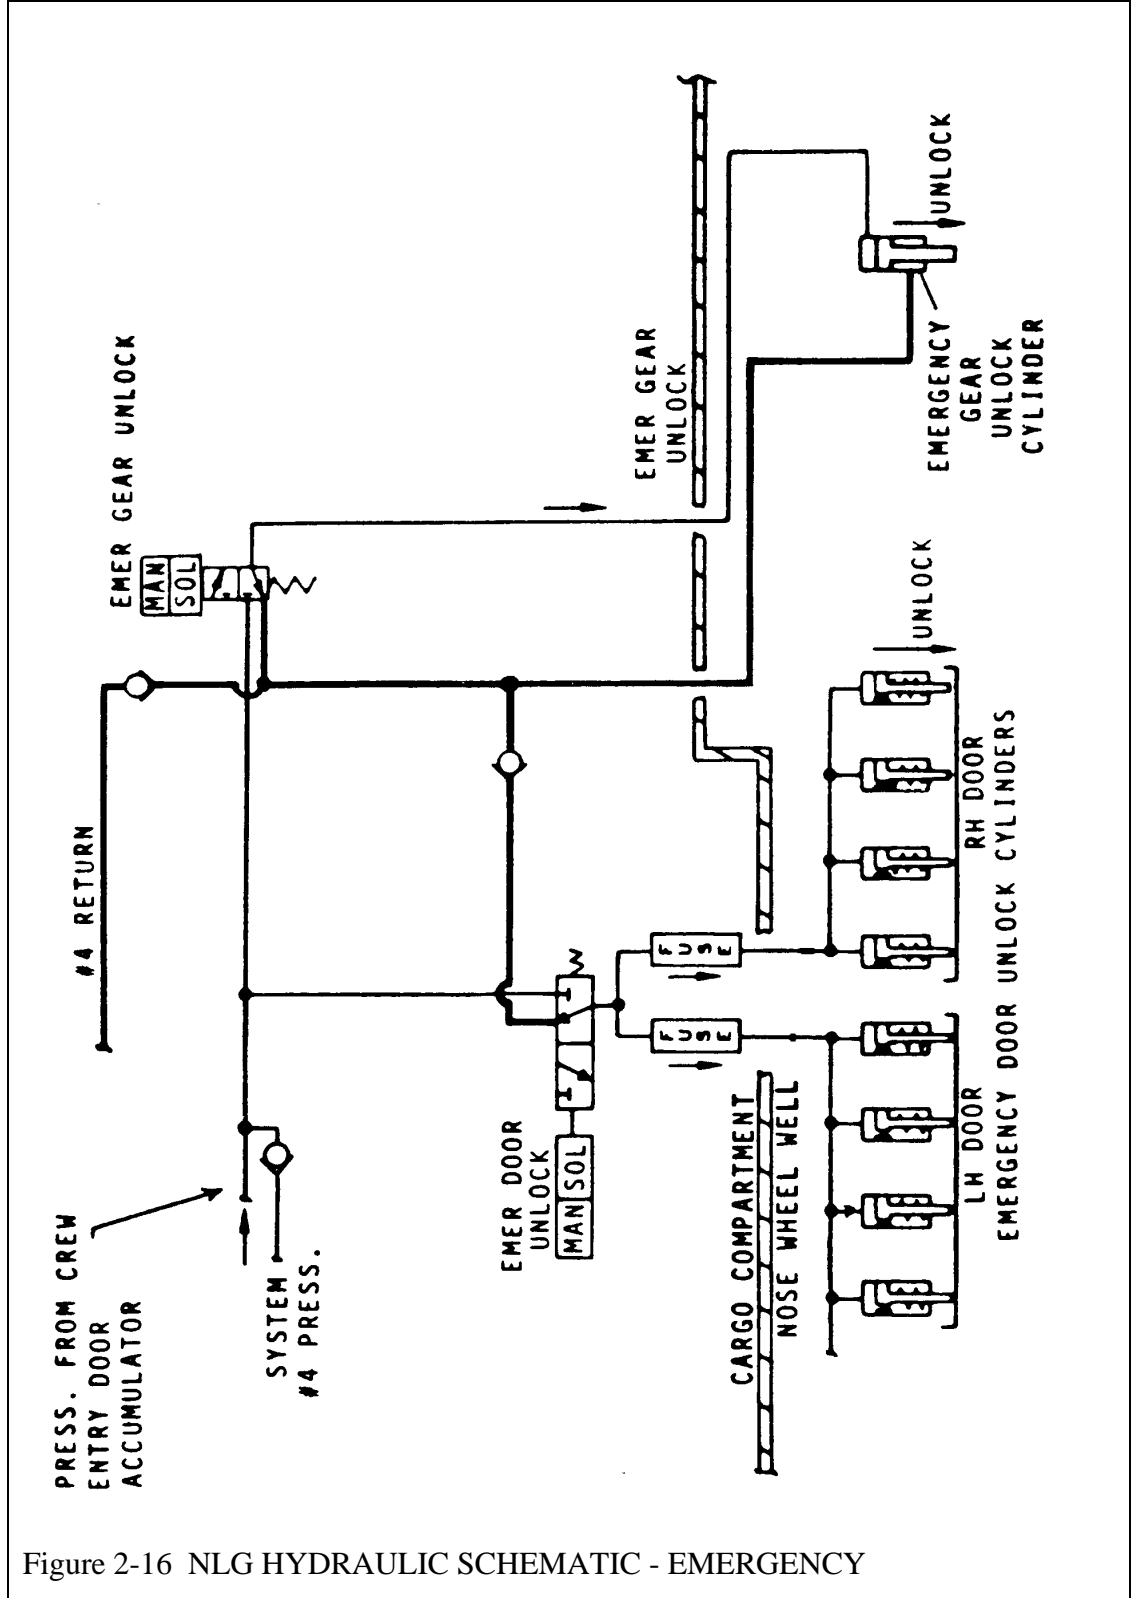 PRESS. FROM CREW
ENTRY DOOR
ACCUMULATOR
#4 RETURN
EMER GEAR UNLOCK
MAN
SOL
SYSTEM
#4 PRESS.
EMER DOOR
UNLOCK
MAN
SOL
FUSE
FUSE
EMER GEAR
UNLOCK
CARGO COMPARTMENT
NOSE WHEEL WELL
UNLOCK
UNLOCK
EMERGENCY
GEAR
UNLOCK
CYLINDER
LH DOOR
RH DOOR
EMERGENCY DOOR UNLOCK CYLINDERS
Figure 2-16 NLG HYDRAULIC SCHEMATIC - EMERGENCY